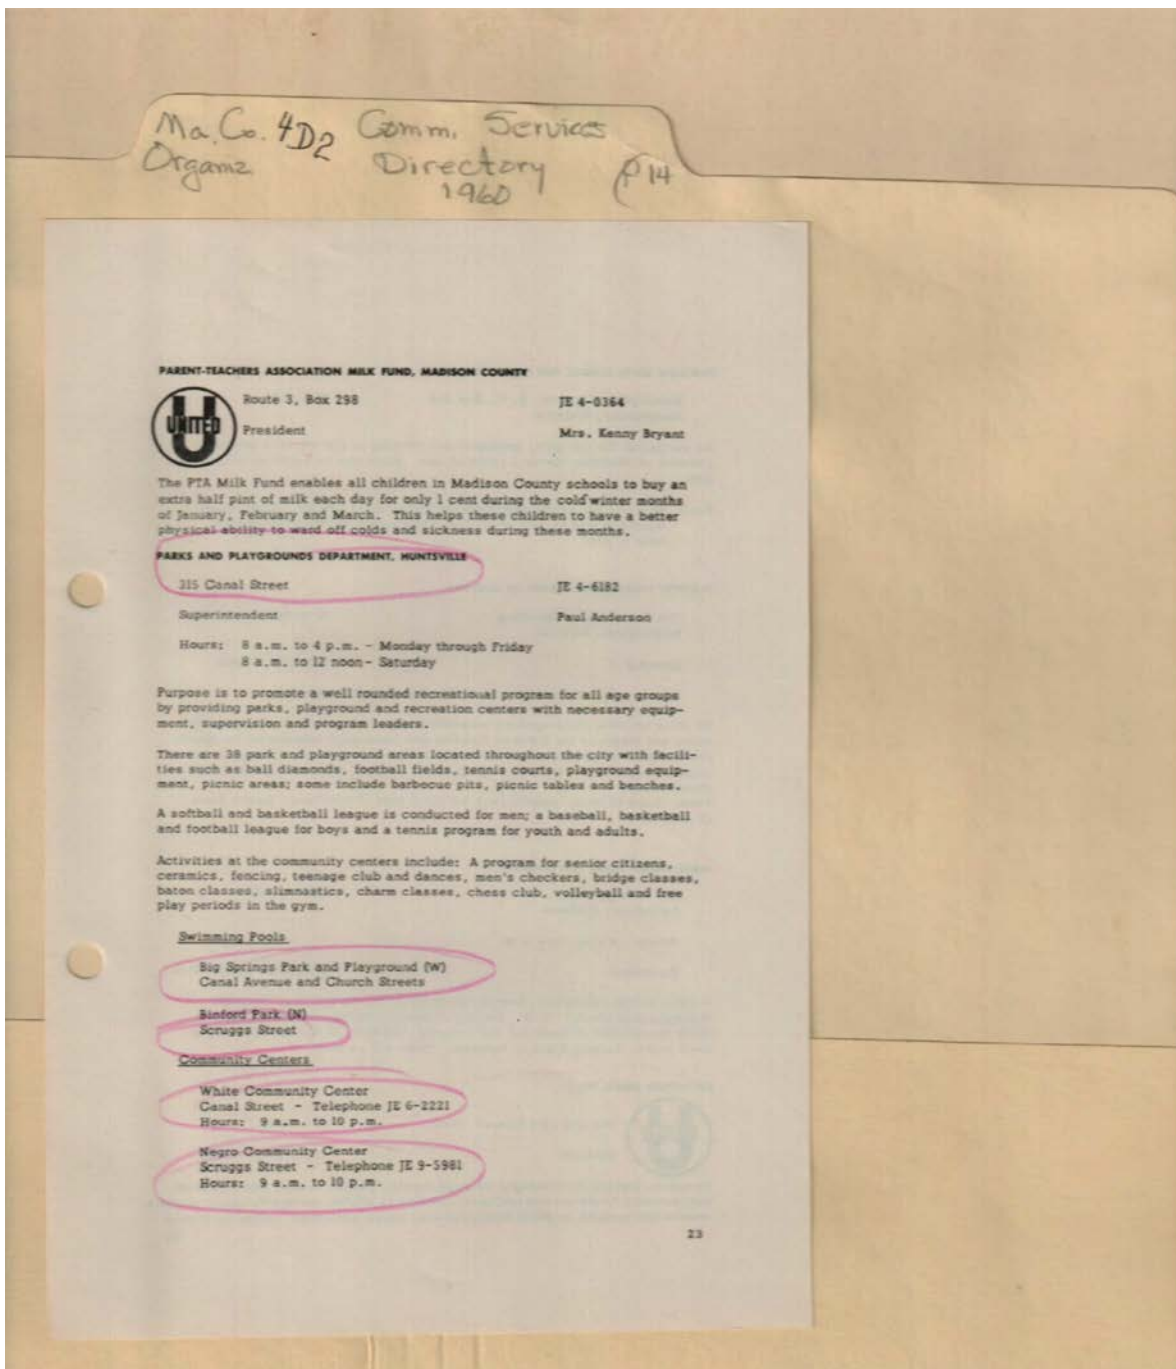 Ma. Co. 4D2 Comm. Services
Organz Directory (P 14
1960
PARENT-TEACHERS ASSOCIATION MILK FUND, MADISON COUNTY
UNITED
Route 3, Box 298 JE 4-0364
President Mrs. Kenny Bryant
The PTA Milk Fund enables all children in Madison County schools to buy an
extra half pint of milk each day for only 1 cent during the cold winter months
of January, February and March. This helps these children to have a better
physical ability to ward off colds and sickness during these months.
PARKS AND PLAYGROUNDS DEPARTMENT, HUNTSVILLE
315 Canal Street JE 4-6182
Superintendent Paul Anderson
Hours: 8 a.m. to 4 p.m. - Monday through Friday
8 a.m. to 12 noon - Saturday
Purpose is to promote a well rounded recreational program for all age groups
by providing parks, playground and recreation centers with necessary equip-
ment, supervision and program leaders.
There are 38 park and playground areas located throughout the city with facili-
ties such as ball diamonds, football fields, tennis courts, playground equip-
ment, picnic areas; some include barbecue pits, picnic tables and benches.
A softball and basketball league is conducted for men; a baseball, basketball
and football league for boys and a tennis program for youth and adults.
Activities at the community centers include: A program for senior citizens,
ceramics, fencing, teenage club and dances, men's checkers, bridge classes,
baton classes, slimnastics, charm classes, chess club, volleyball and free
play periods in the gym.
Swimming Pools
Big Springs Park and Playground (W)
Canal Avenue and Church Streets
Binford Park (N)
Scruggs Street
Community Centers
White Community Center
Canal Street - Telephone JE 6-2221
Hours: 9 a.m. to 10 p.m.
Negro Community Center
Scruggs Street - Telephone JE 9-5981
Hours: 9 a.m. to 10 p.m.
23